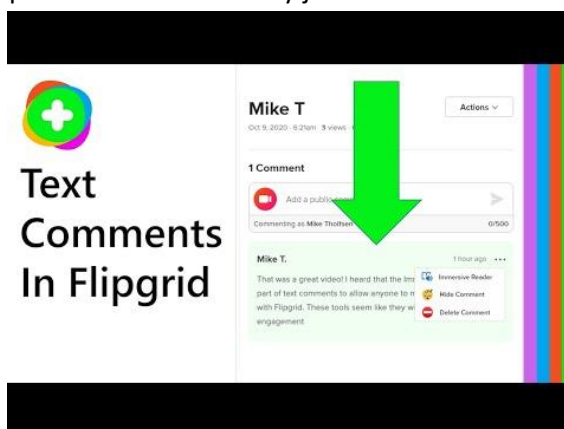 Text
Comments
In Flipgrid
Mike T
Oct 9, 2020 6:21am 3 views
Actions
1 Comment
Add a public
Commenting as Mike Tholfsen
0/500
Mike T.
1 hour ago
That was a great video! I heard that the
part of text comments to allow anyone to
with Flipgrid. These tools seem like they
engagement
Immersive Reader
Hide Comment
Delete Comment